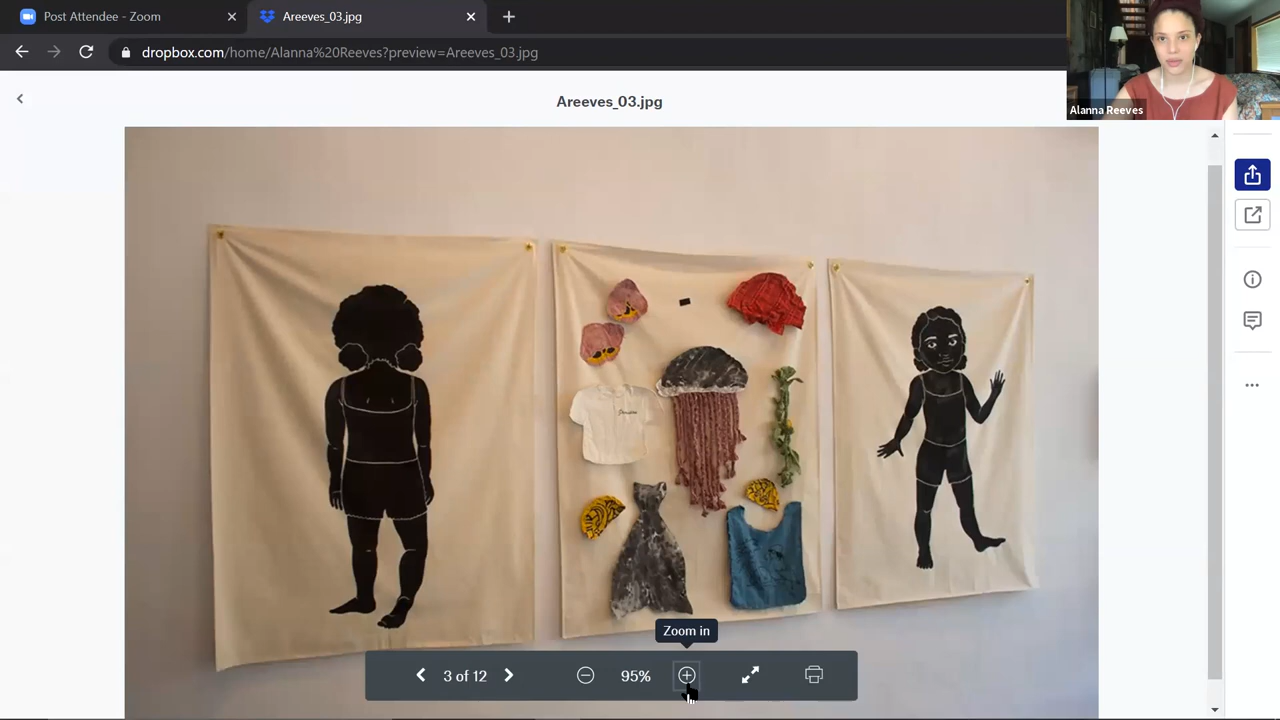 Post Attendee - Zoom
Areeves_03.jpg
dropbox.com/home/Alanna%20Reeves?preview=Areeves_03.jpg
Alanna Reeves
Areeves_03.jpg
Zoom in
3 of 12
95%